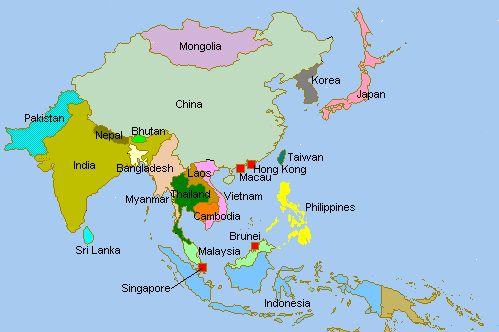 Mongolia
Korea
Japan
China
Pakistan
Nepal
Bhutan
Taiwan
India
Bangladesh
Laos
Hong Kong
Macau
Thailand
Myanmar
Vietnam
Philippines
Cambodia
Brunei
Sri Lanka
Malaysia
Singapore
Indonesia